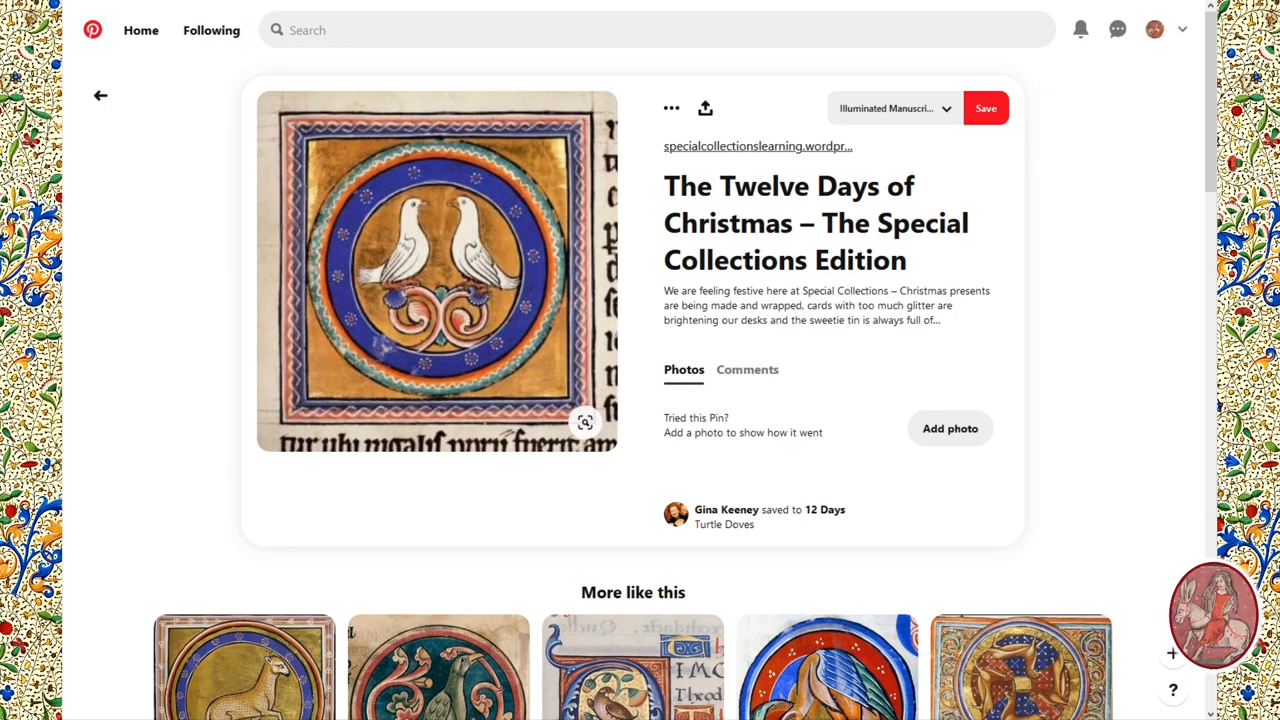 Home
Following
Search
Illuminated Manuscri...
Save
specialcollectionslearning.wordpr...
The Twelve Days of
Christmas – The Special
Collections Edition
We are feeling festive here at Special Collections – Christmas presents
are being made and wrapped, cards with too much glitter are
brightening our desks and the sweetie tin is always full of...
Photos
Comments
Tried this Pin?
Add a photo to show how it went
Add photo
Gina Keeney saved to 12 Days
Turtle Doves
More like this
?